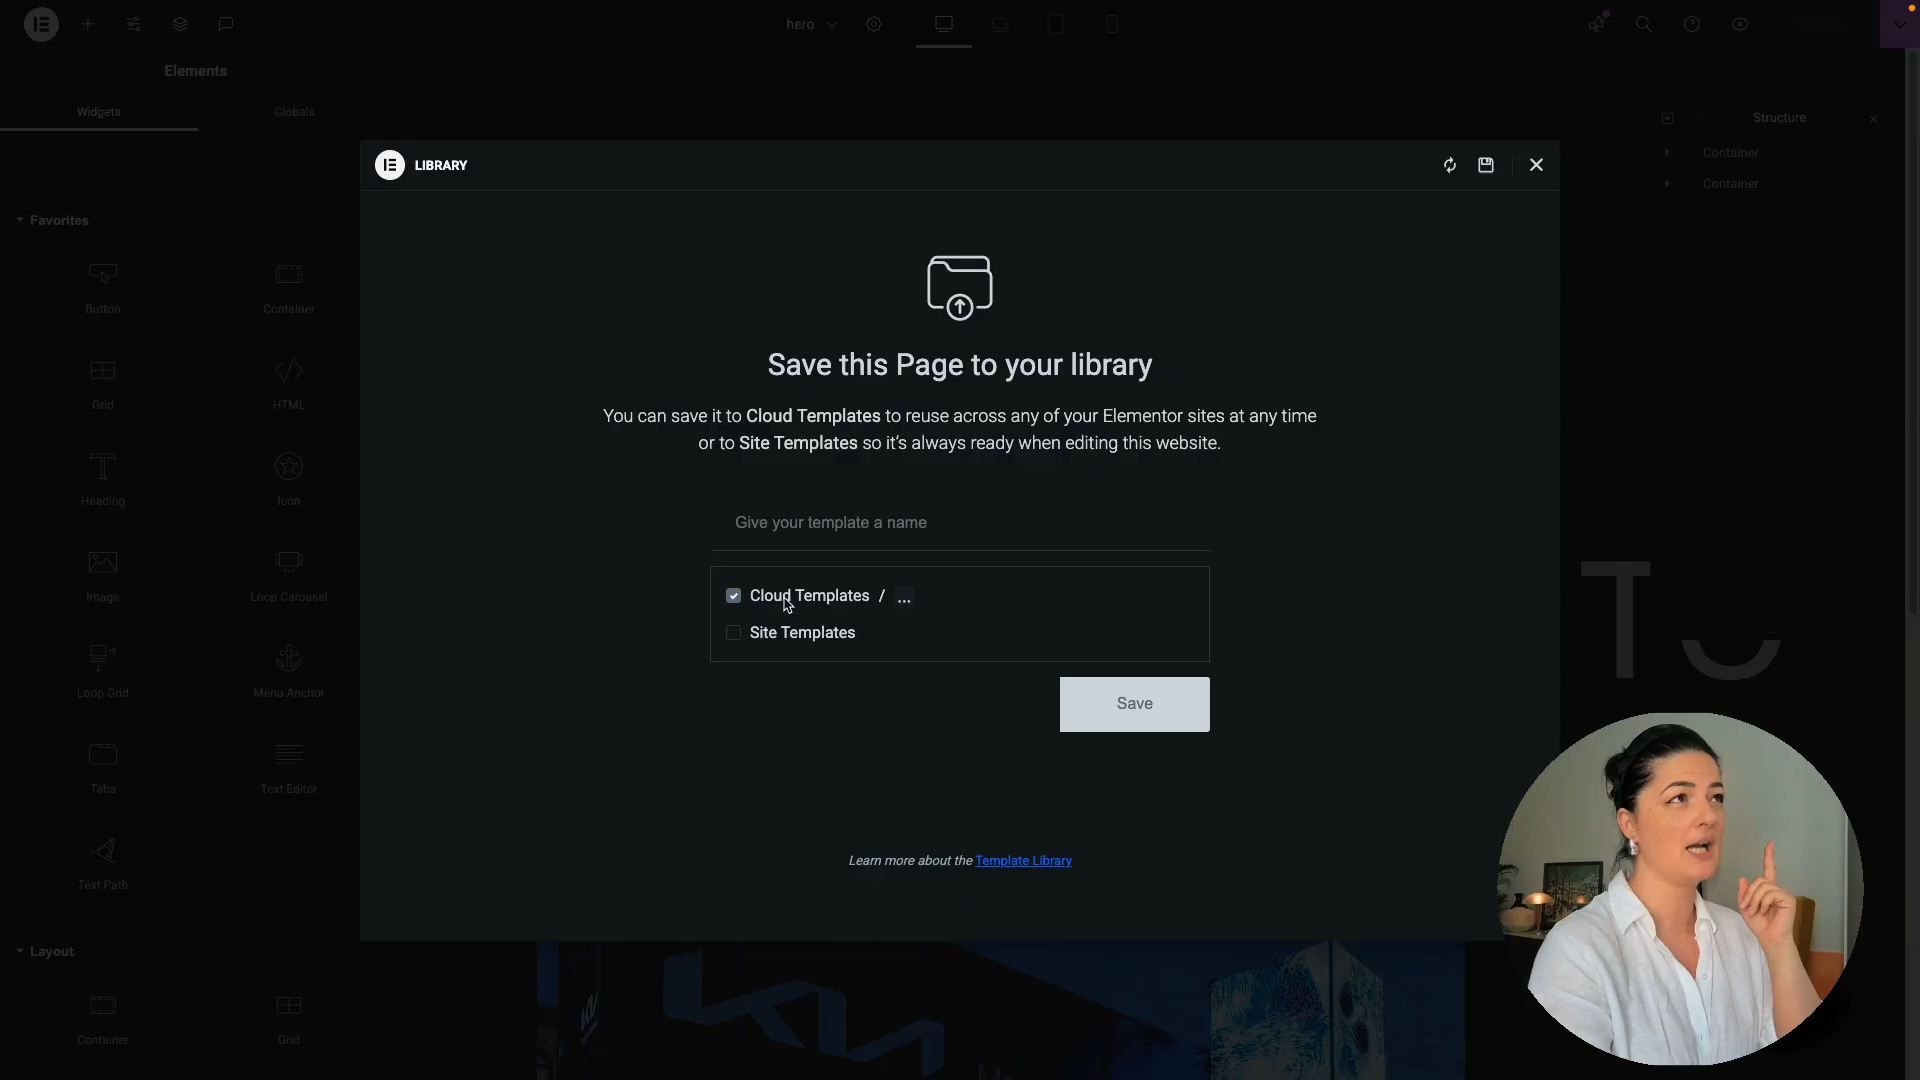 hero
Elements
Widgets
Globals
Structure
Container
Container
LIBRARY
Favorites
Button
Container
Grid
HTML
Heading
Icon
Image
Loop Carousel
Loop Grid
Menu Anchor
Tabs
Text Editor
Text Path
Layout
Container
Grid
Save this Page to your library
You can save it to Cloud Templates to reuse across any of your Elementor sites at any time
or to Site Templates so it's always ready when editing this website.
Give your template a name
Cloud Templates / ...
Site Templates
Save
Learn more about the Template Library